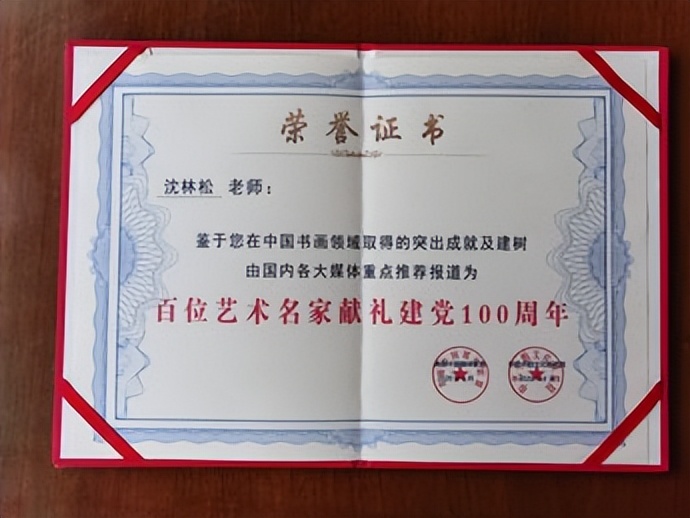 荣誉证书
沈林松 老师：
鉴于您在中国书画领域取得的突出成就及建树
由国内各大媒体重点推荐报道为
百位艺术名家献礼建党100周年